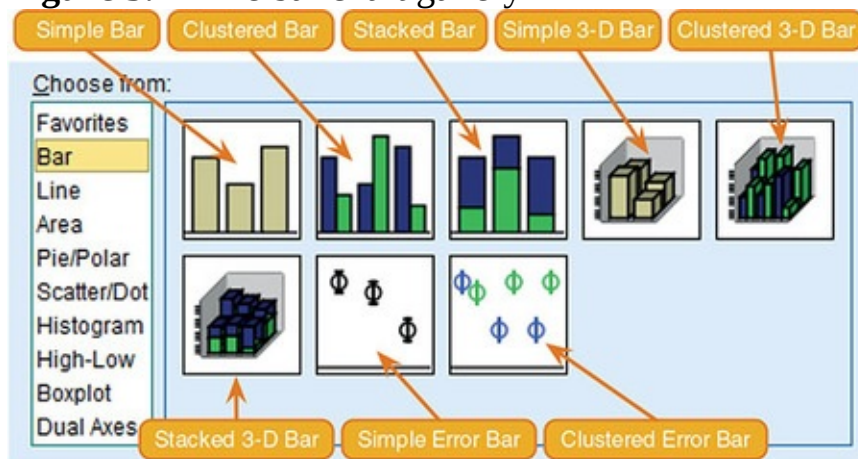 Simple Bar
Clustered Bar
Stacked Bar
Simple 3-D Bar
Clustered 3-D Bar
Choose from:
Favorites
Bar
Line
Area
Pie/Polar
Scatter/Dot
Histogram
High-Low
Boxplot
Dual Axes
Stacked 3-D Bar
Simple Error Bar
Clustered Error Bar